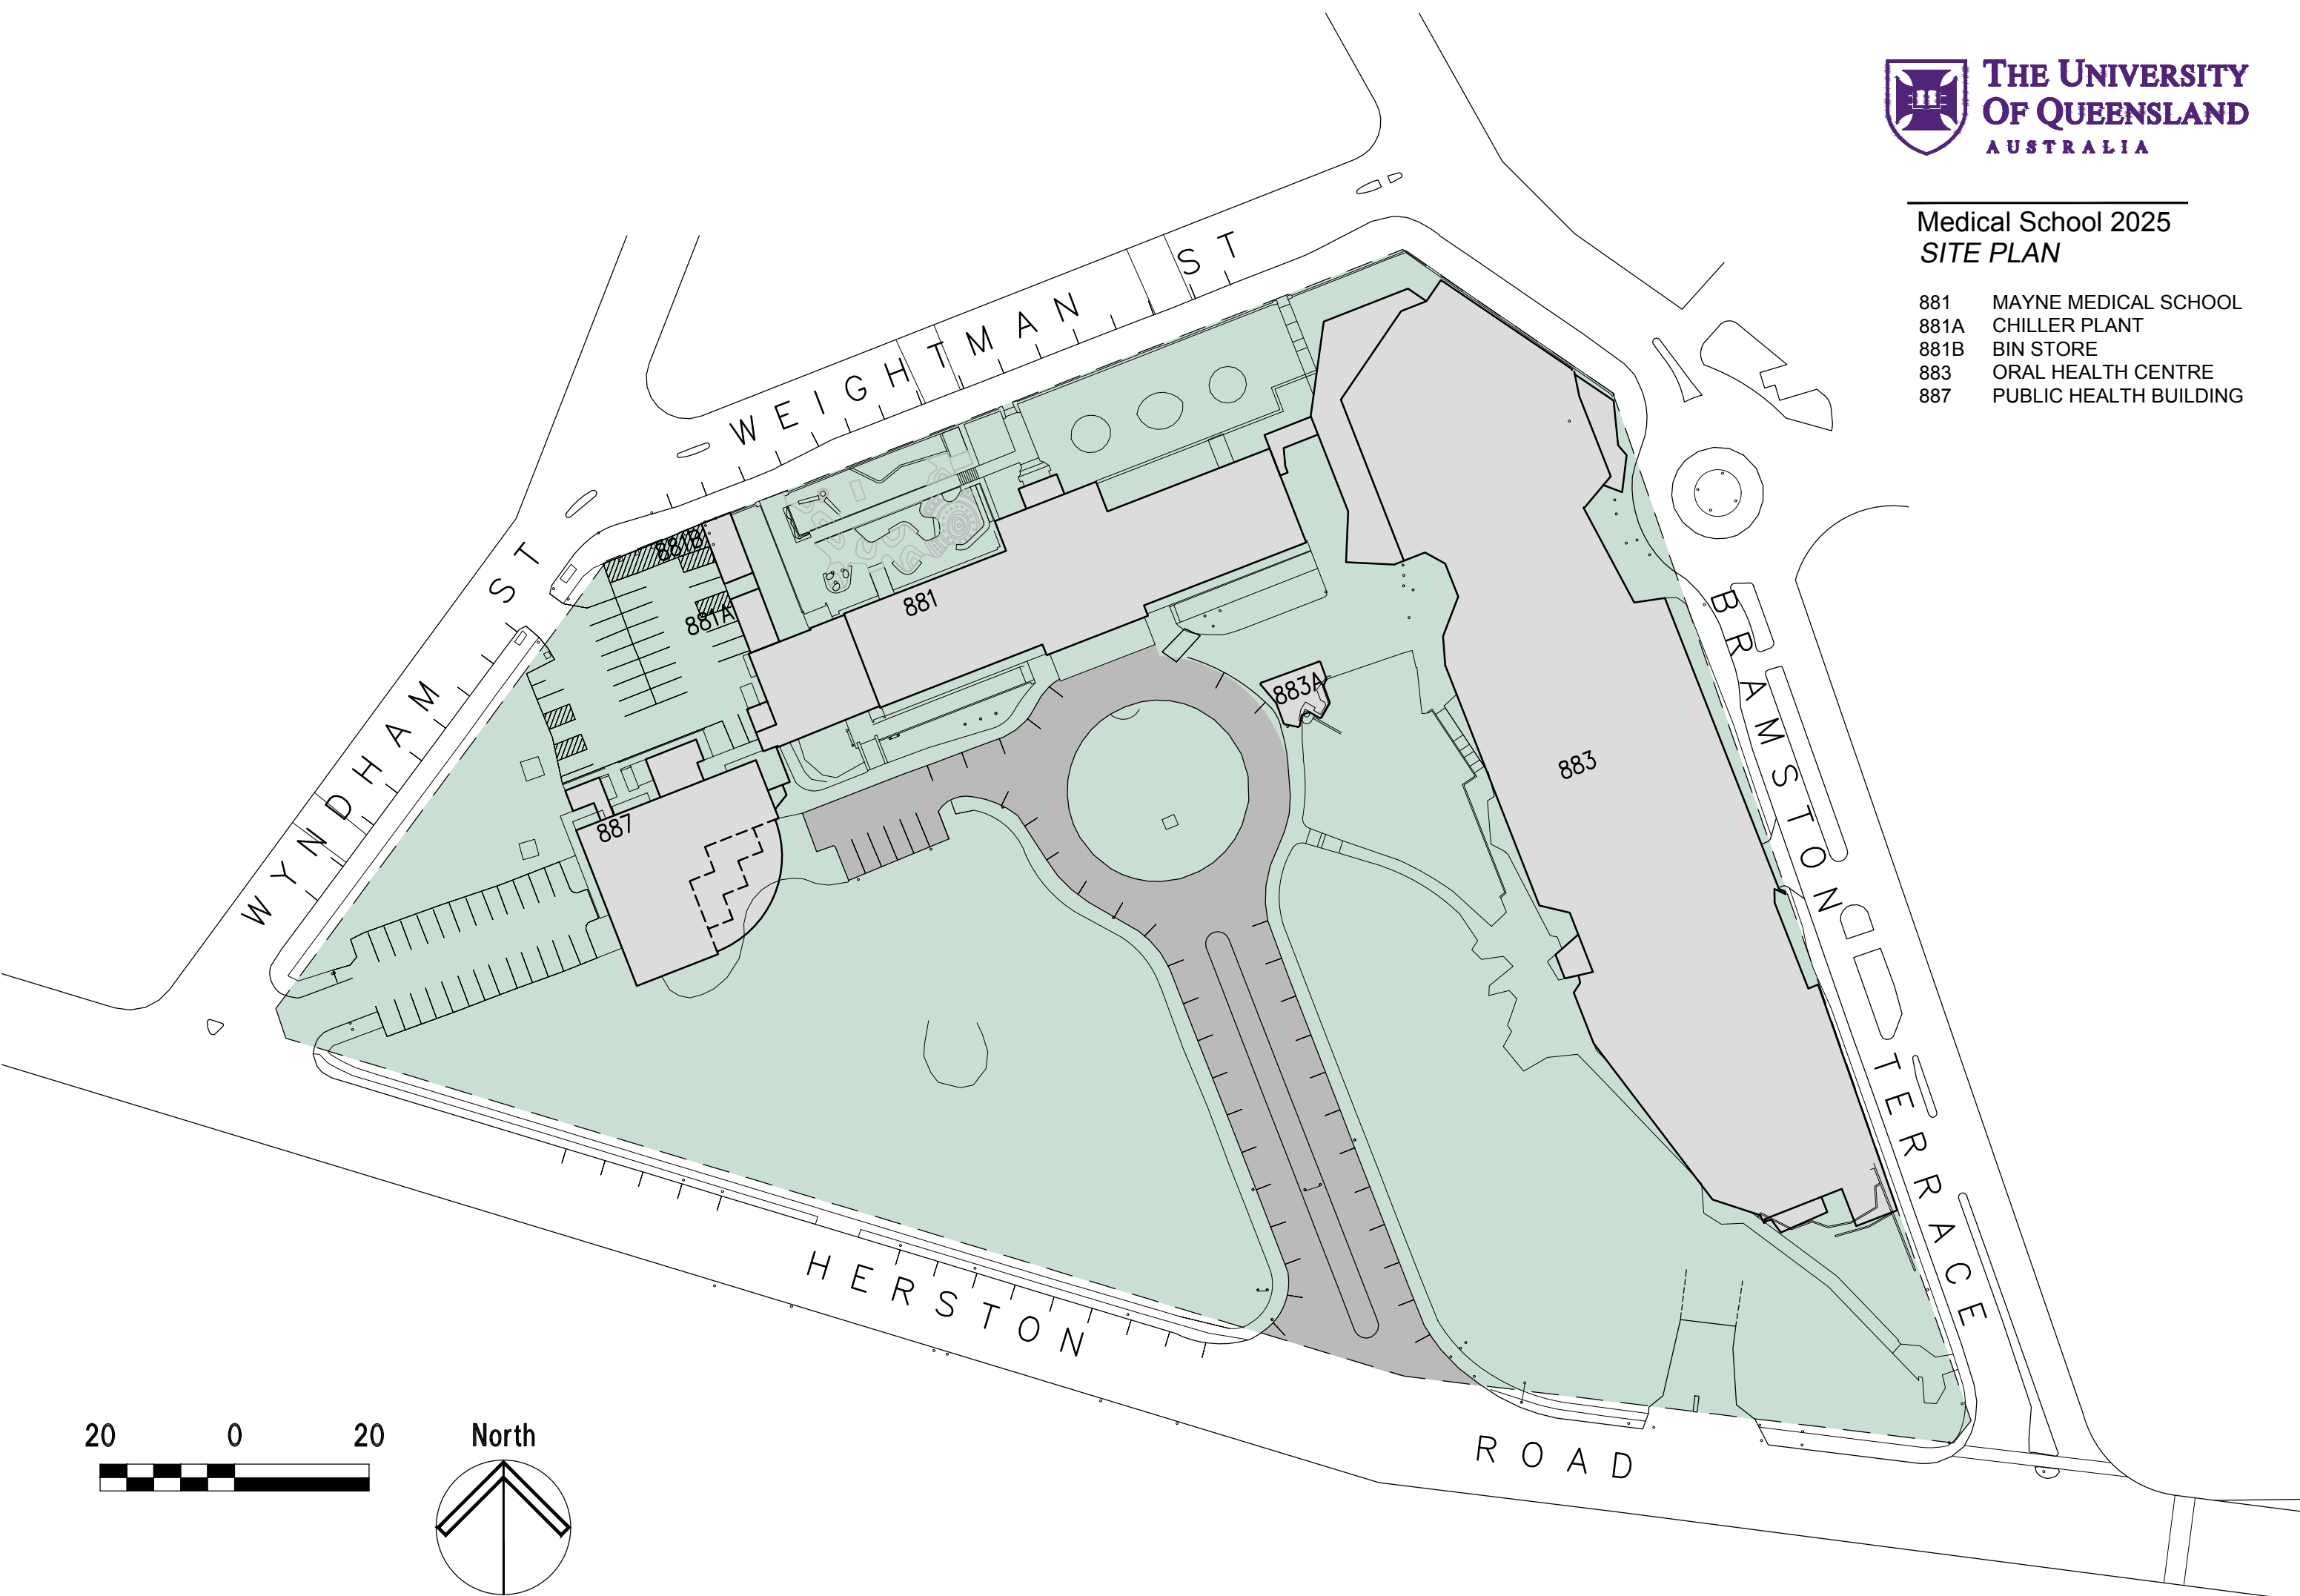 THE UNIVERSITY
OF QUEENSLAND
AUSTRALIA
Medical School 2025
SITE PLAN
881 MAYNE MEDICAL SCHOOL
881A CHILLER PLANT
881B BIN STORE
883 ORAL HEALTH CENTRE
887 PUBLIC HEALTH BUILDING
WEIGHTMAN ST
WYNDHAM ST
BRAMSTON TERRACE
HERSTON ROAD
881B
881A
881
883A
883
887
20 0 20
North